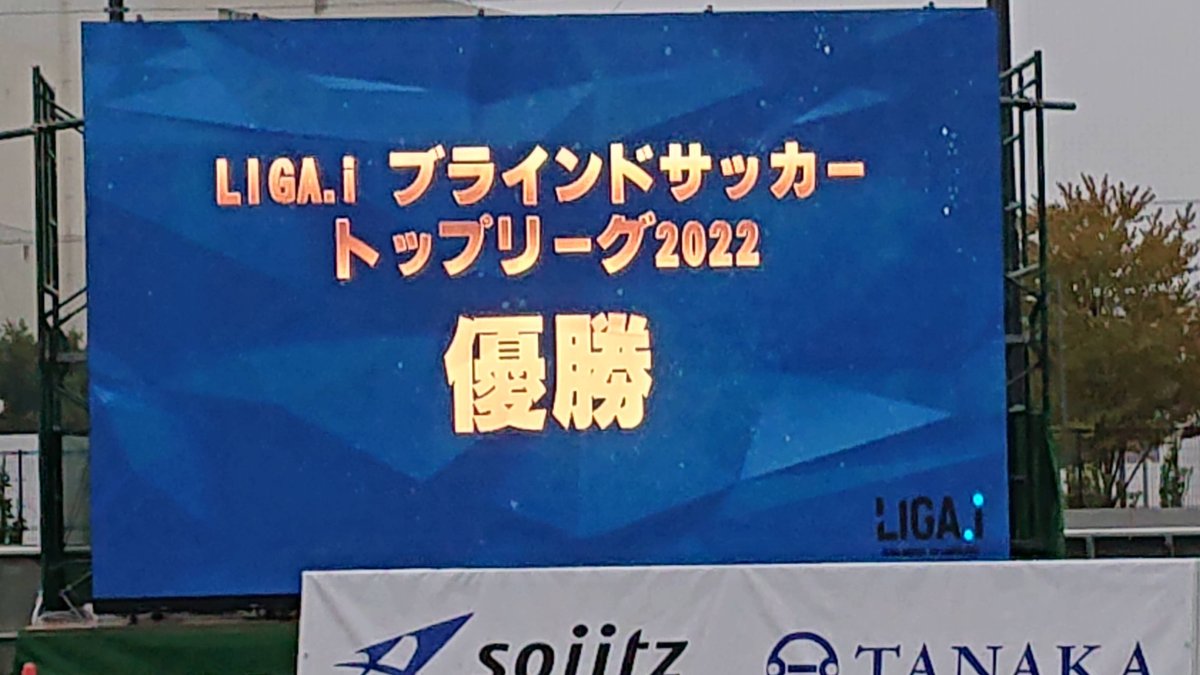 LIGA.i ブラインドサッカー
トップリーグ2022
優勝
LIGA.i
sojitz
TANAKA